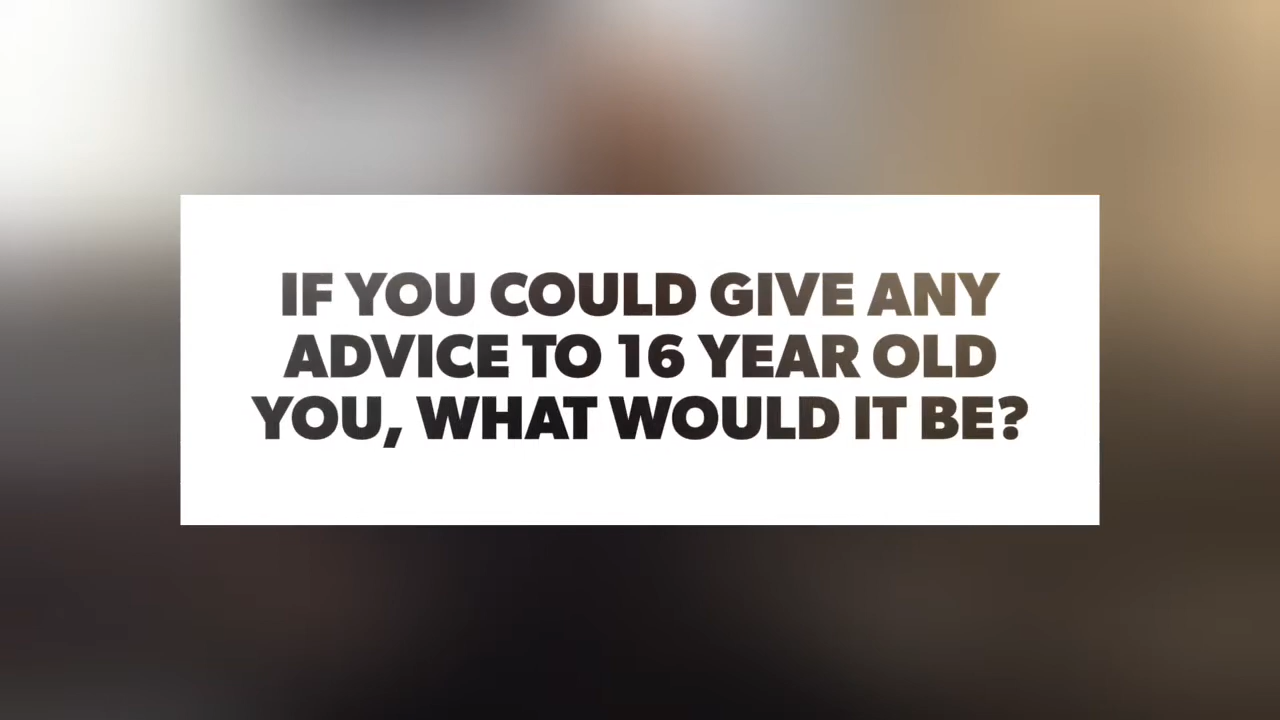 IF YOU COULD GIVE ANY
ADVICE TO 16 YEAR OLD
YOU, WHAT WOULD IT BE?